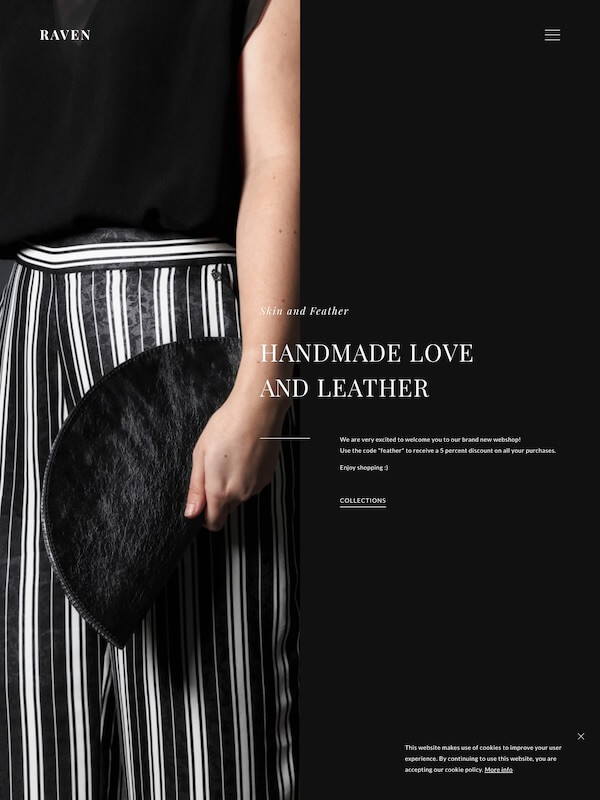 RAVEN
Skin and Feather
HANDMADE LOVE
AND LEATHER
We are very excited to welcome you to our brand new webshop!
Use the code "feather" to receive a 5 percent discount on all your purchases.
Enjoy shopping :)
COLLECTIONS
This website makes use of cookies to improve your user
experience. By continuing to use this website, you are
accepting our cookie policy. More info